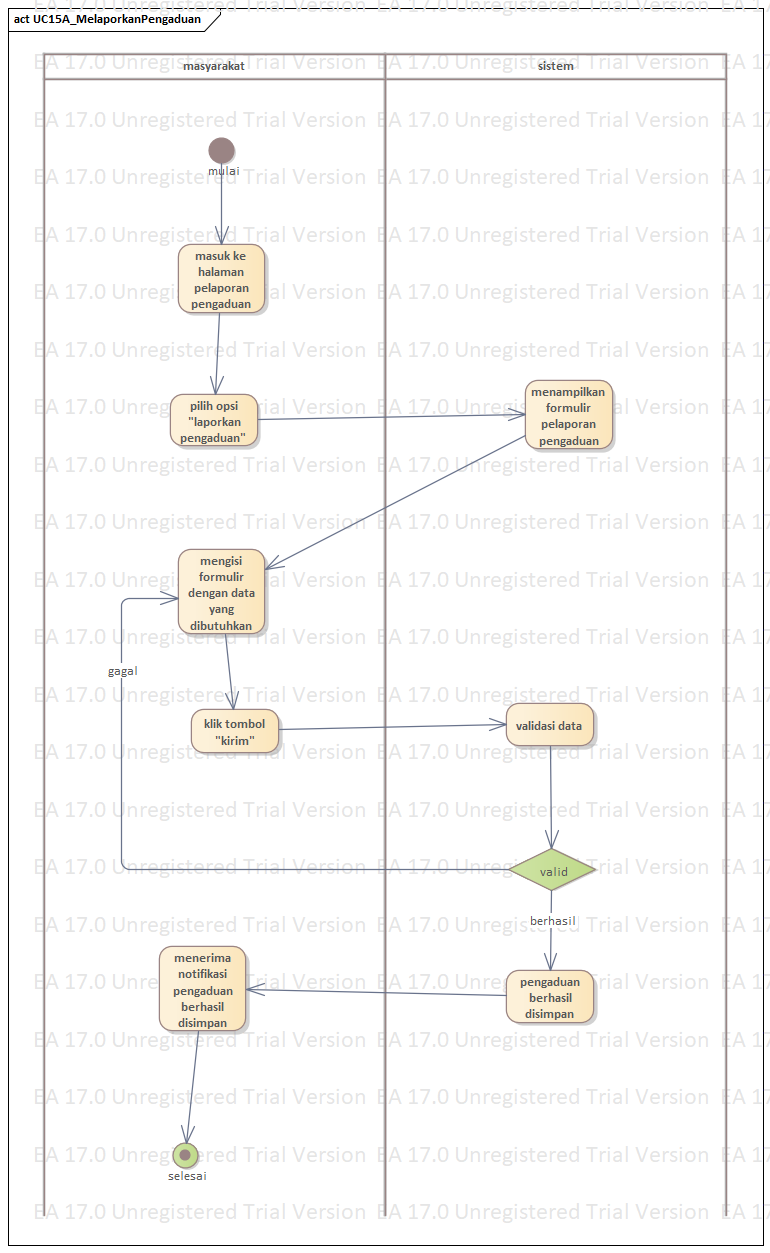 act UC15A_MelaporkanPengaduan
EA 17.0 Unregistered Trial Version
masyarakat
sistem
mulai
masuk ke
halaman
pelaporan
pengaduan
pilih opsi
"laporkan
pengaduan"
menampilkan
formulir
pelaporan
pengaduan
mengisi
formulir
dengan data
yang
dibutuhkan
gagal
klik tombol
"kirim"
validasi data
valid
berhasil
menerima
notifikasi
pengaduan
berhasil
disimpan
pengaduan
berhasil
disimpan
selesai